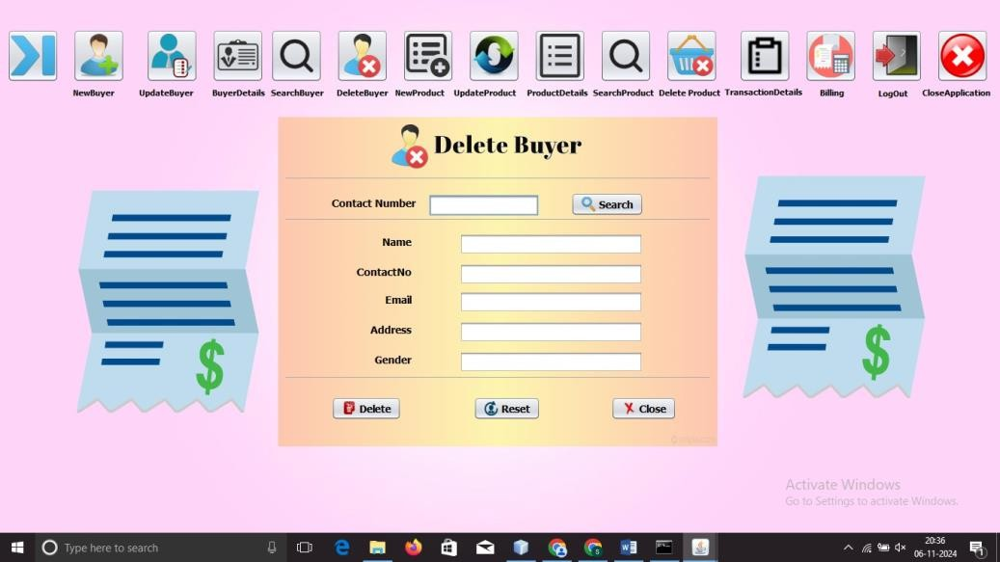 NewBuyer UpdateBuyer BuyerDetails SearchBuyer DeleteBuyer NewProduct UpdateProduct ProductDetails SearchProduct Delete Product TransactionDetails Billing LogOut CloseApplication
Delete Buyer
Contact Number Search
Name
ContactNo
Email
Address
Gender
Delete Reset Close
Activate Windows
Go to Settings to activate Windows.
Type here to search
20:36
06-11-2024